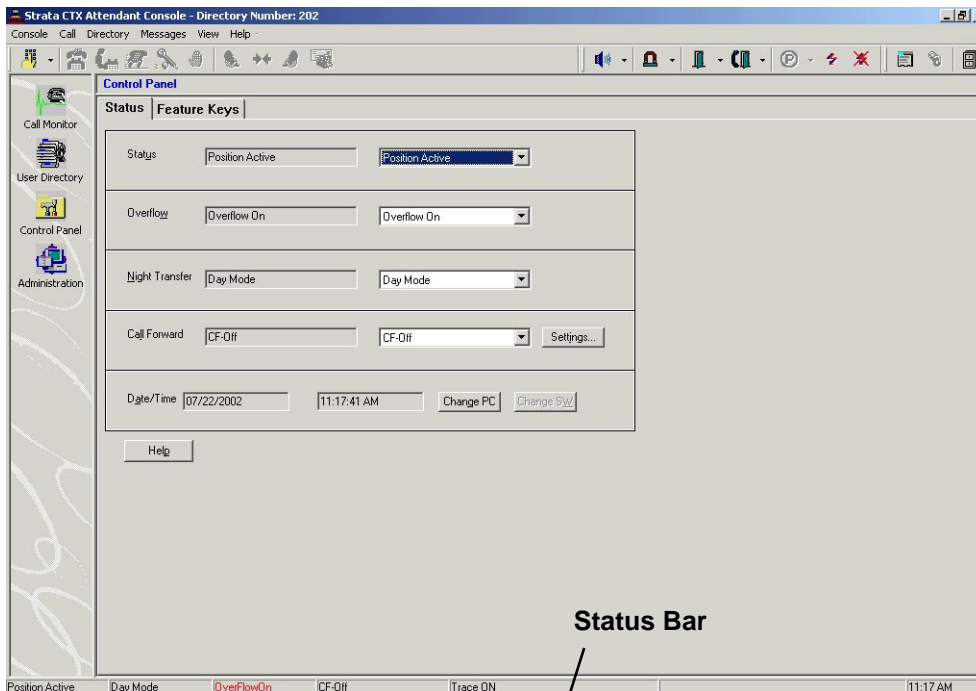 Strata CTX Attendant Console - Directory Number: 202
Console Call Directory Messages View Help
Control Panel
Status Feature Keys
Call Monitor
User Directory
Control Panel
Administration
Status Position Active Position Active
Overflow Overflow On Overflow On
Night Transfer Day Mode Day Mode
Call Forward CF-Off CF-Off Settings...
Date/Time 07/22/2002 11:17:41 AM Change PC Change SW
Help
Status Bar
Position Active Day Mode OverFlowOn CF-Off Trace ON 11:17 AM